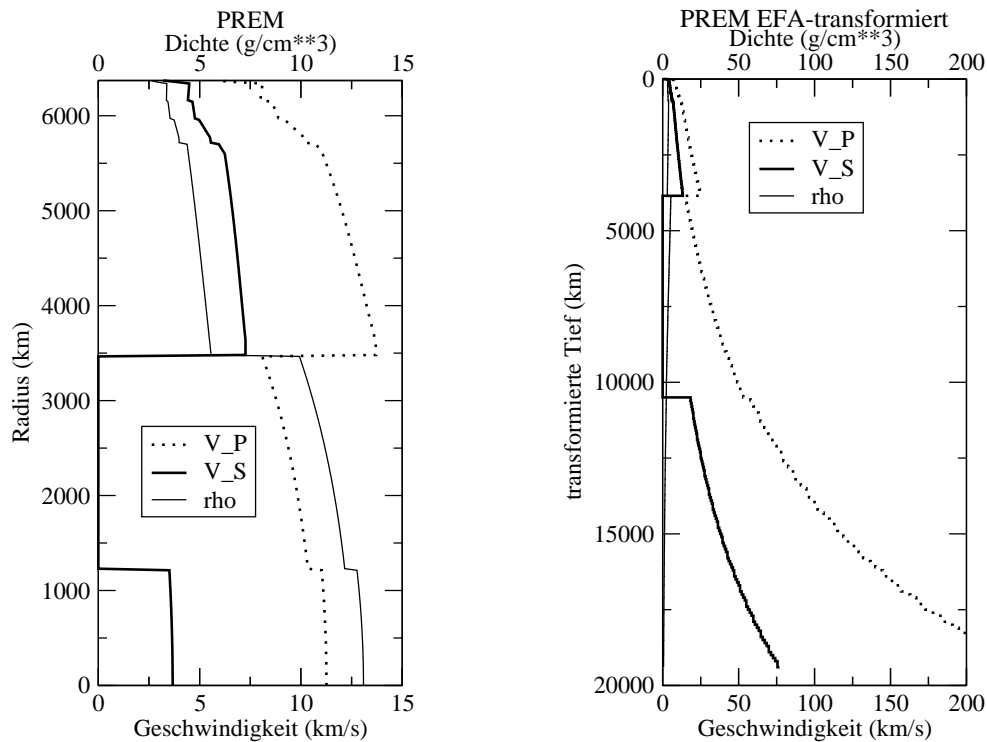 PREM
Dichte (g/cm**3)
0 5 10 15
6000
5000
4000
3000
2000
1000
0
Radius (km)
V_P
V_S
rho
0 5 10 15
Geschwindigkeit (km/s)
PREM EFA-transformiert
Dichte (g/cm**3)
0 50 100 150 200
0
5000
10000
15000
20000
transformierte Tief (km)
V_P
V_S
rho
0 50 100 150 200
Geschwindigkeit (km/s)